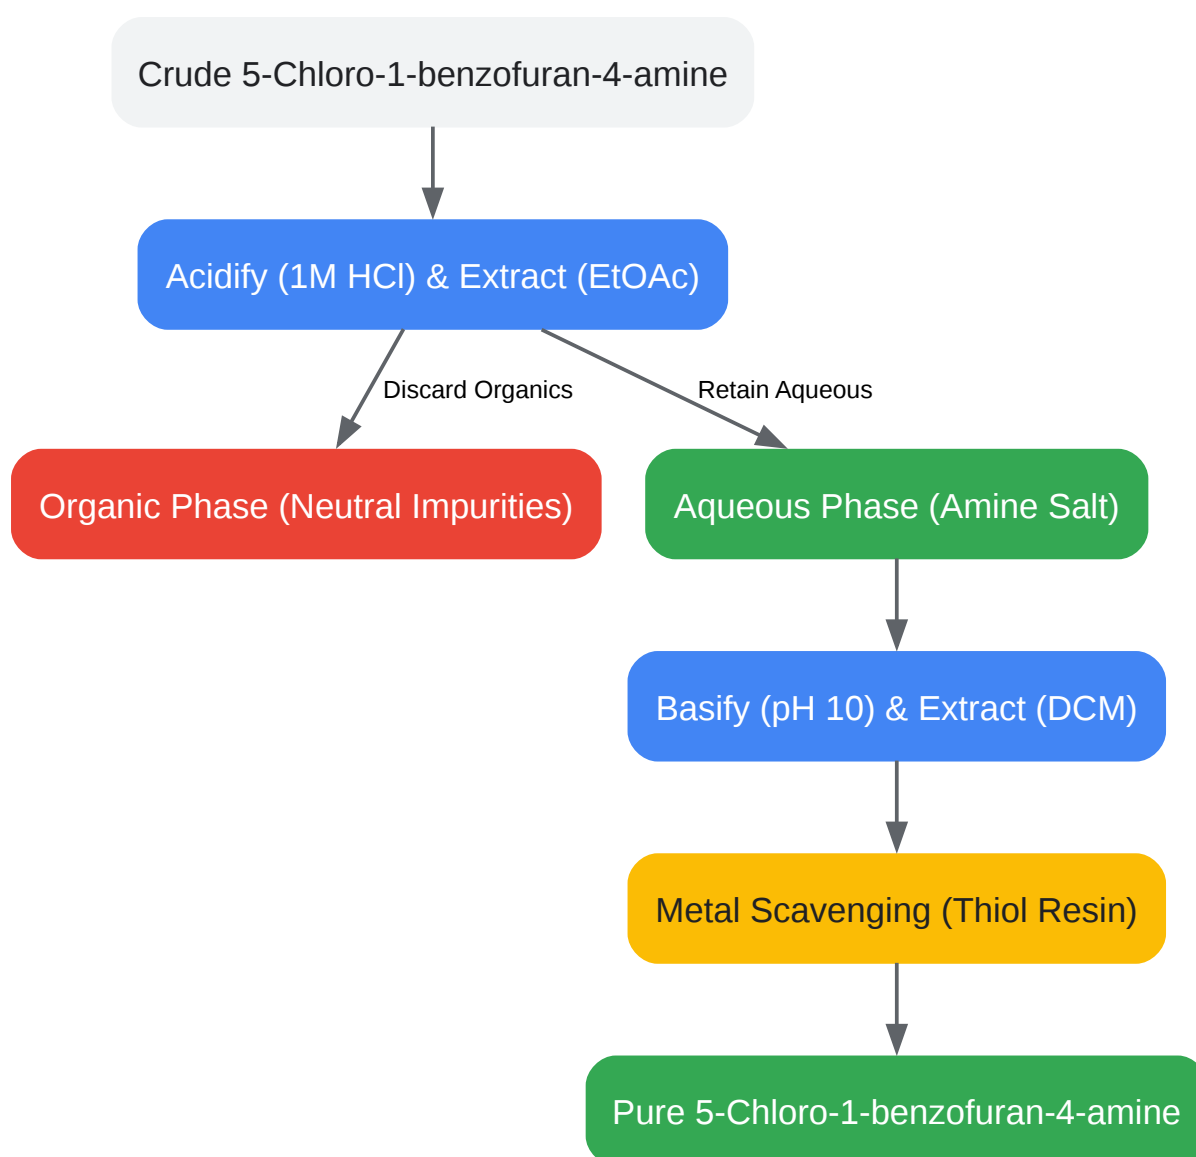 Crude 5-Chloro-1-benzofuran-4-amine
Acidify (1M HCl) & Extract (EtOAc)
Discard Organics
Retain Aqueous
Organic Phase (Neutral Impurities)
Aqueous Phase (Amine Salt)
Basify (pH 10) & Extract (DCM)
Metal Scavenging (Thiol Resin)
Pure 5-Chloro-1-benzofuran-4-amine